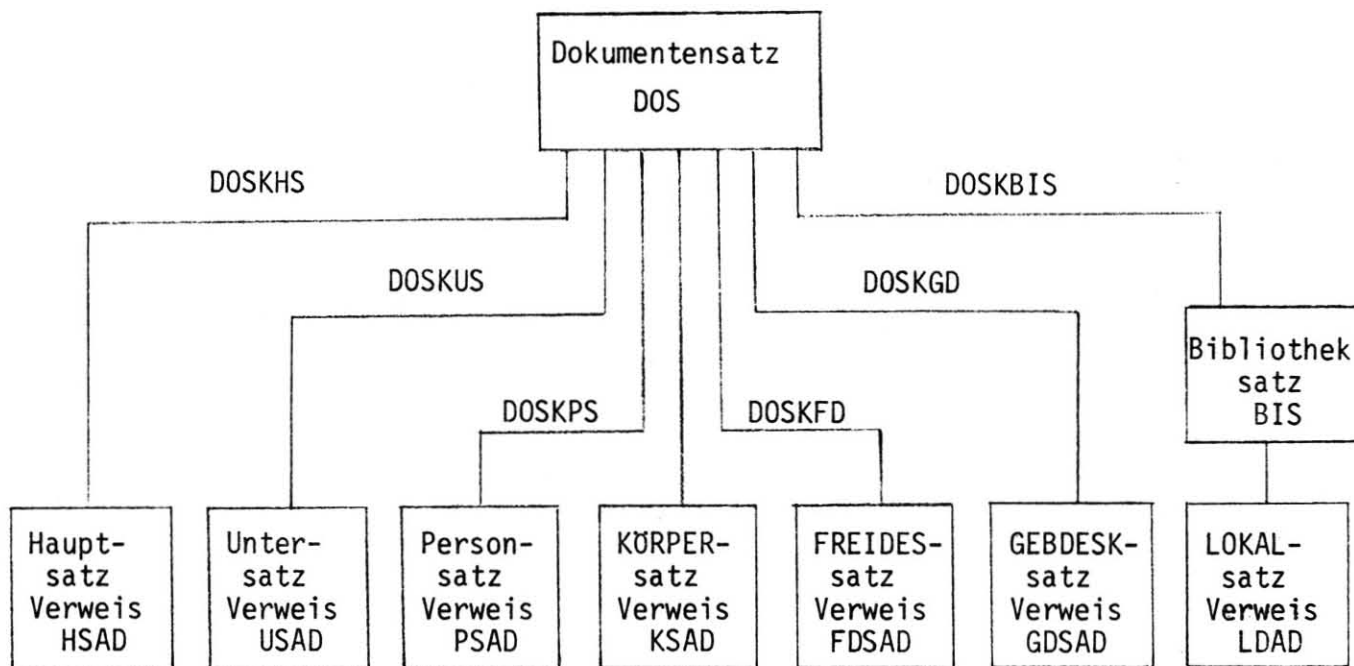 Dokumentensatz
DOS
DOSKHS
DOSKBIS
DOSKUS
DOSKGD
Bibliothek
satz
BIS
DOSKPS
DOSKFD
Haupt-
satz
Verweis
HSAD
Unter-
satz
Verweis
USAD
Person-
satz
Verweis
PSAD
KÖRPER-
satz
Verweis
KSAD
FREIDES-
satz
Verweis
FDSAD
GEBDESK-
satz
Verweis
GDSAD
LOKAL-
satz
Verweis
LDAD